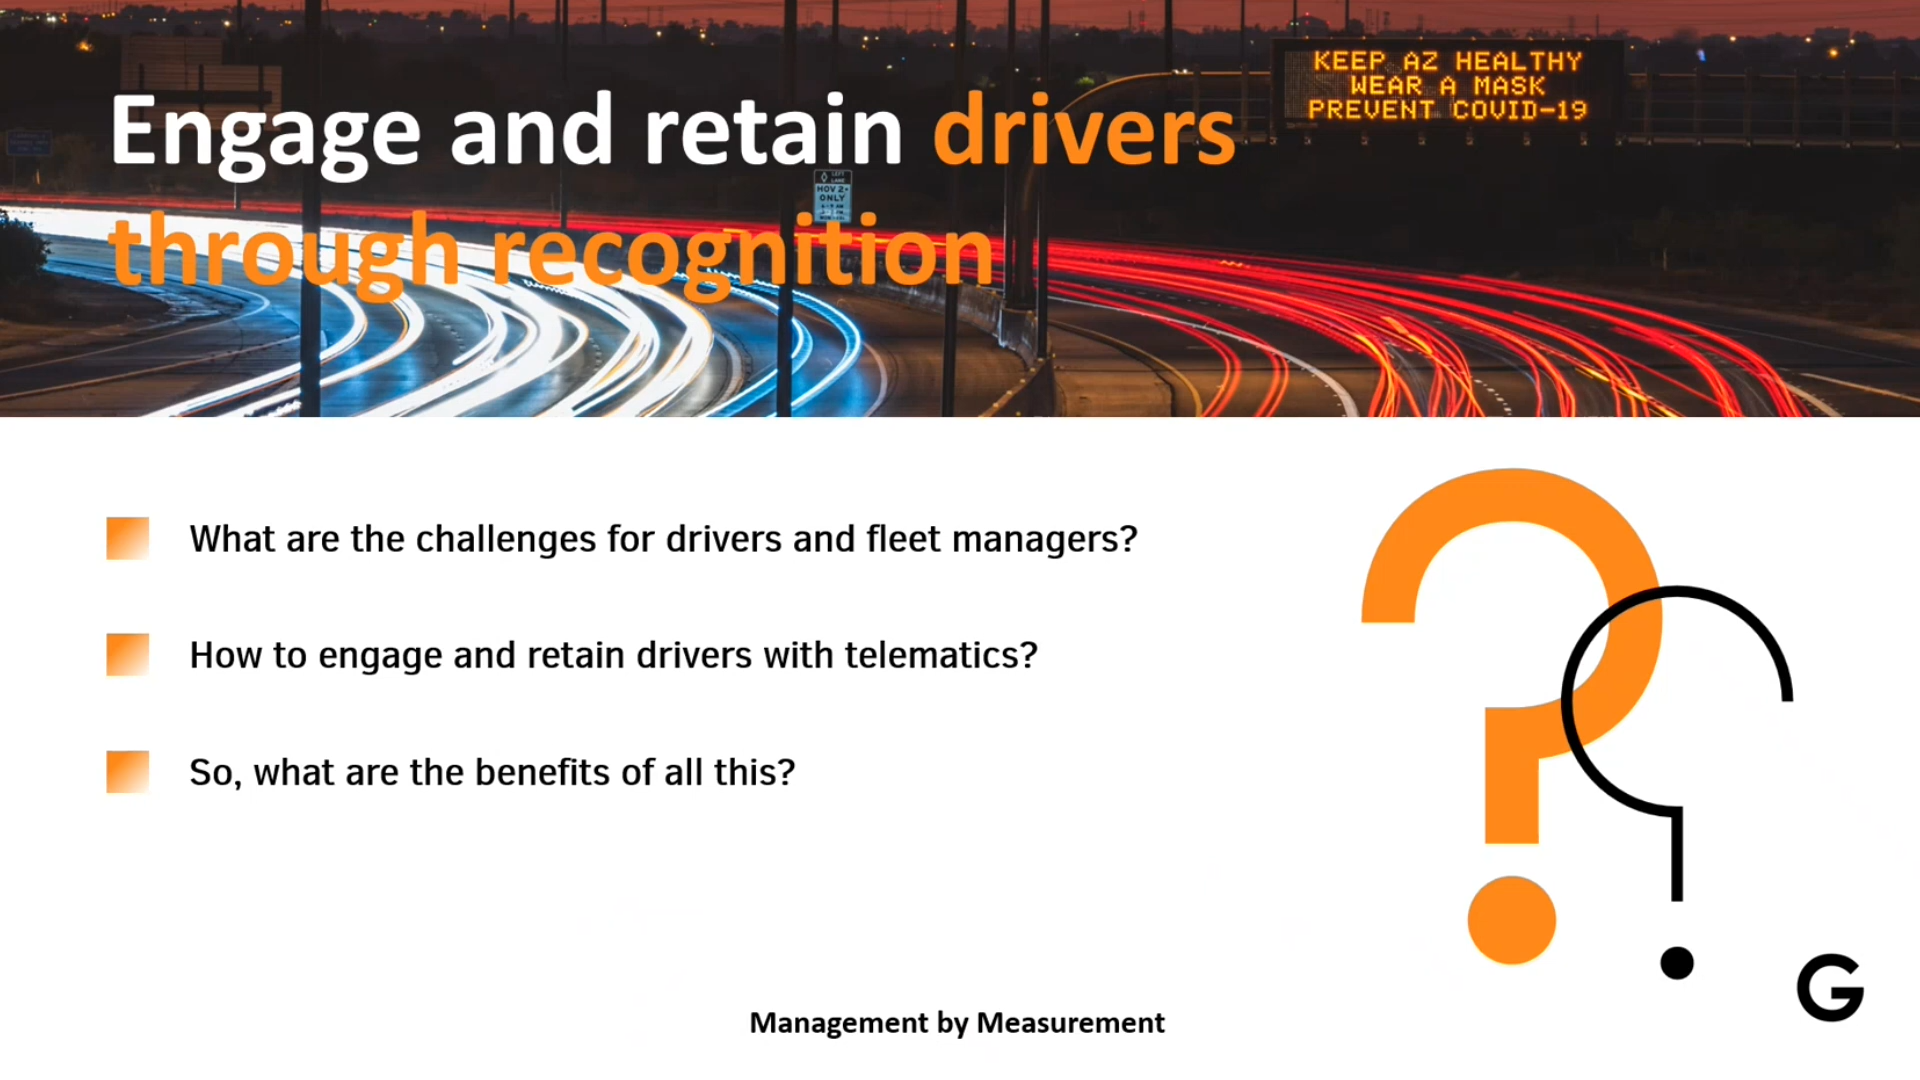 KEEP AZ HEALTHY
WEAR A MASK
PREVENT COVID-19
Engage and retain drivers
through recognition
LEFT
LANE
HOV 2+
ONLY
What are the challenges for drivers and fleet managers?
How to engage and retain drivers with telematics?
So, what are the benefits of all this?
Management by Measurement
G